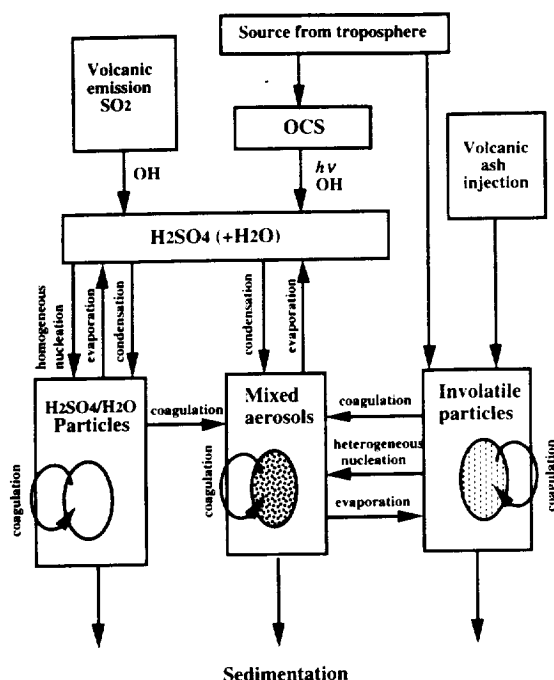 Source from troposphere
Volcanic
emission
SO2
OCS
Volcanic
ash
injection
OH
hν
OH
H2SO4 (+H2O)
homogeneous
nucleation
evaporation
condensation
condensation
evaporation
H2SO4/H2O
Particles
coagulation
coagulation
Mixed
aerosols
coagulation
coagulation
heterogeneous
nucleation
evaporation
Involatile
particles
coagulation
Sedimentation